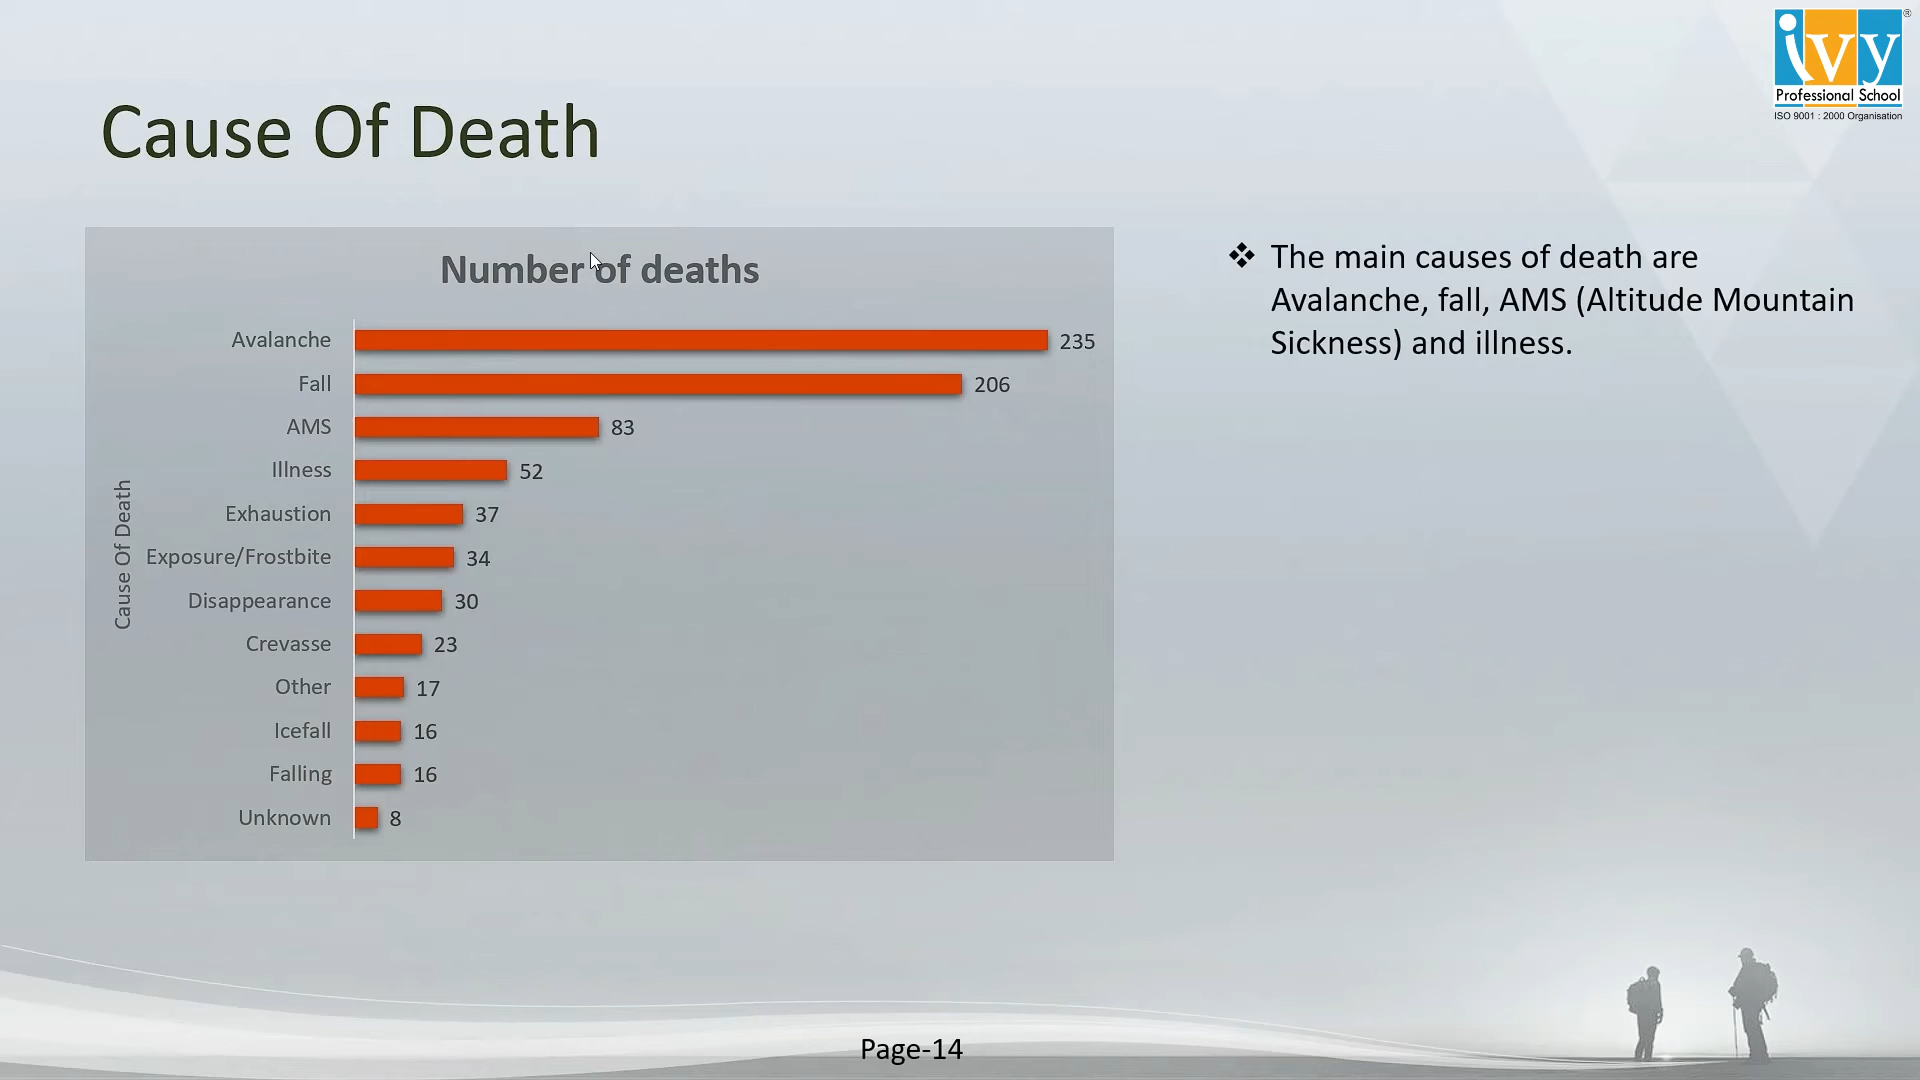 ivy
®
Professional School
ISO 9001 : 2000 Organisation
Cause Of Death
Number of deaths
Cause Of Death
Avalanche 235
Fall 206
AMS 83
Illness 52
Exhaustion 37
Exposure/Frostbite 34
Disappearance 30
Crevasse 23
Other 17
Icefall 16
Falling 16
Unknown 8
❖ The main causes of death are
Avalanche, fall, AMS (Altitude Mountain
Sickness) and illness.
Page-14